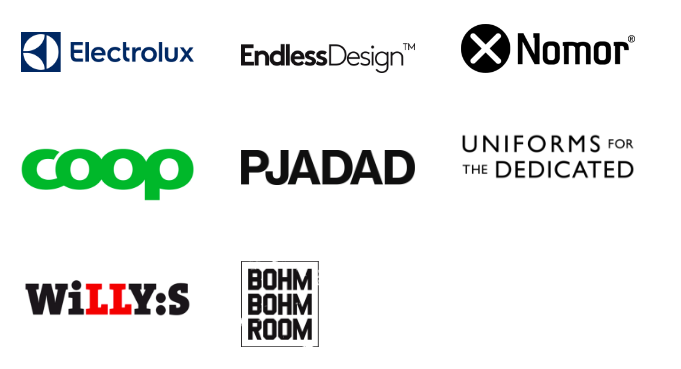 Electrolux
EndlessDesign™
Nomor®
coop
PJADAD
UNIFORMS FOR
THE DEDICATED
WiLLY:S
BOHM
BOHM
ROOM